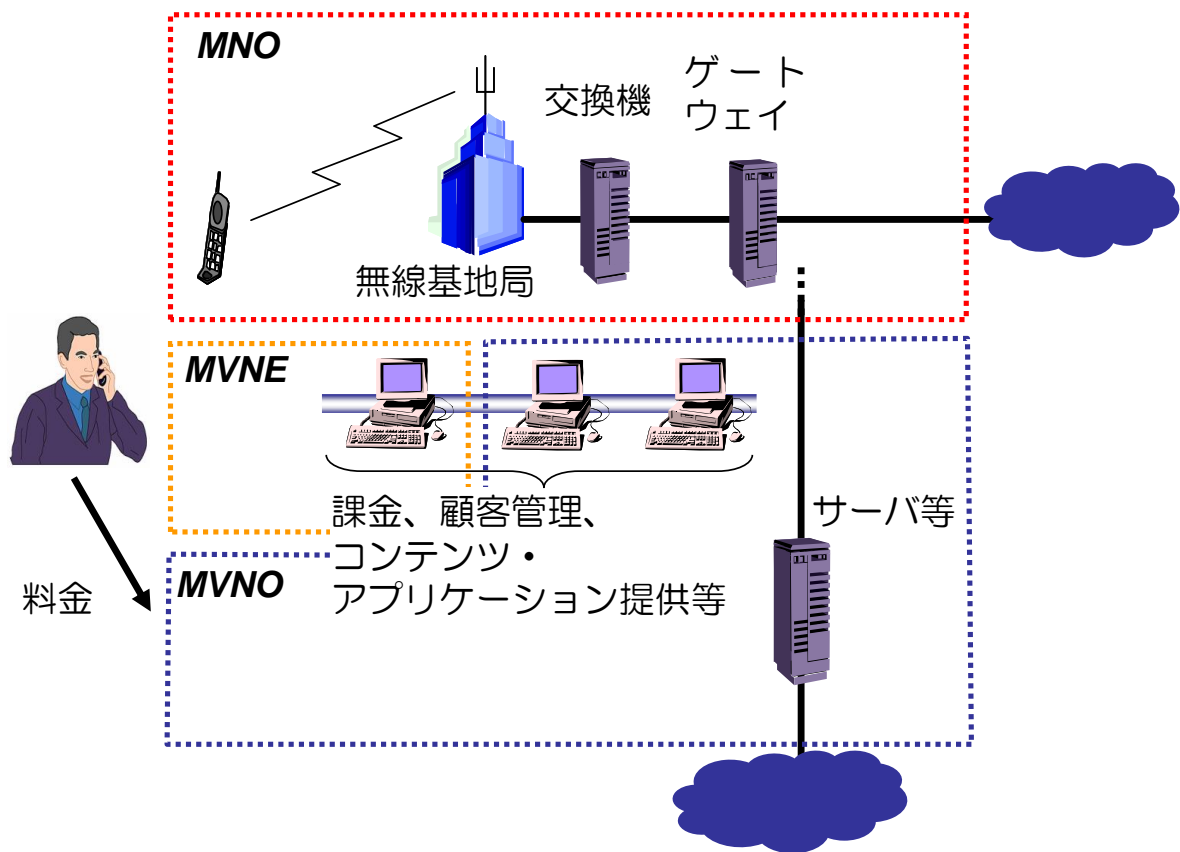 MNO
交換機
ゲート
ウェイ
無線基地局
MVNE
課金、顧客管理、
コンテンツ・
アプリケーション提供等
サーバ等
MVNO
料金